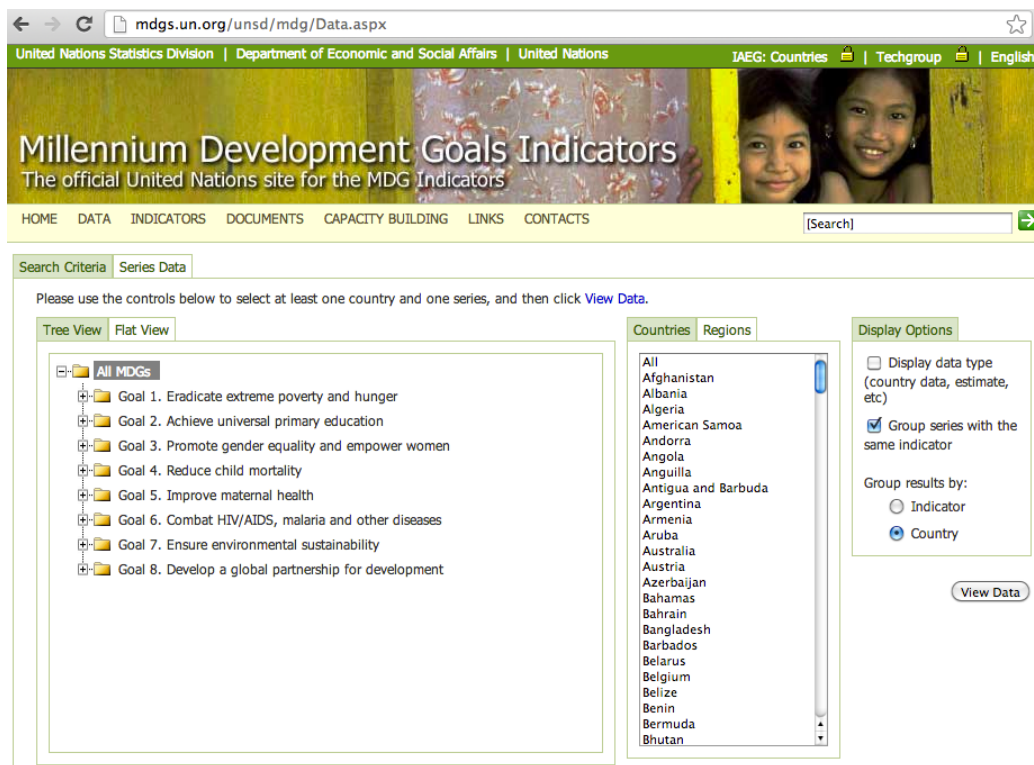 mdgs.un.org/unsd/mdg/Data.aspx
United Nations Statistics Division | Department of Economic and Social Affairs | United Nations IAEG: Countries | Techgroup | English
Millennium Development Goals Indicators
The official United Nations site for the MDG Indicators
HOME DATA INDICATORS DOCUMENTS CAPACITY BUILDING LINKS CONTACTS [Search]
Search Criteria Series Data
Please use the controls below to select at least one country and one series, and then click View Data.
Tree View Flat View
All MDGs
Goal 1. Eradicate extreme poverty and hunger
Goal 2. Achieve universal primary education
Goal 3. Promote gender equality and empower women
Goal 4. Reduce child mortality
Goal 5. Improve maternal health
Goal 6. Combat HIV/AIDS, malaria and other diseases
Goal 7. Ensure environmental sustainability
Goal 8. Develop a global partnership for development
Countries Regions
All
Afghanistan
Albania
Algeria
American Samoa
Andorra
Angola
Anguilla
Antigua and Barbuda
Argentina
Armenia
Aruba
Australia
Austria
Azerbaijan
Bahamas
Bahrain
Bangladesh
Barbados
Belarus
Belgium
Belize
Benin
Bermuda
Bhutan
Display Options
Display data type
(country data, estimate,
etc)
Group series with the
same indicator
Group results by:
Indicator
Country
View Data